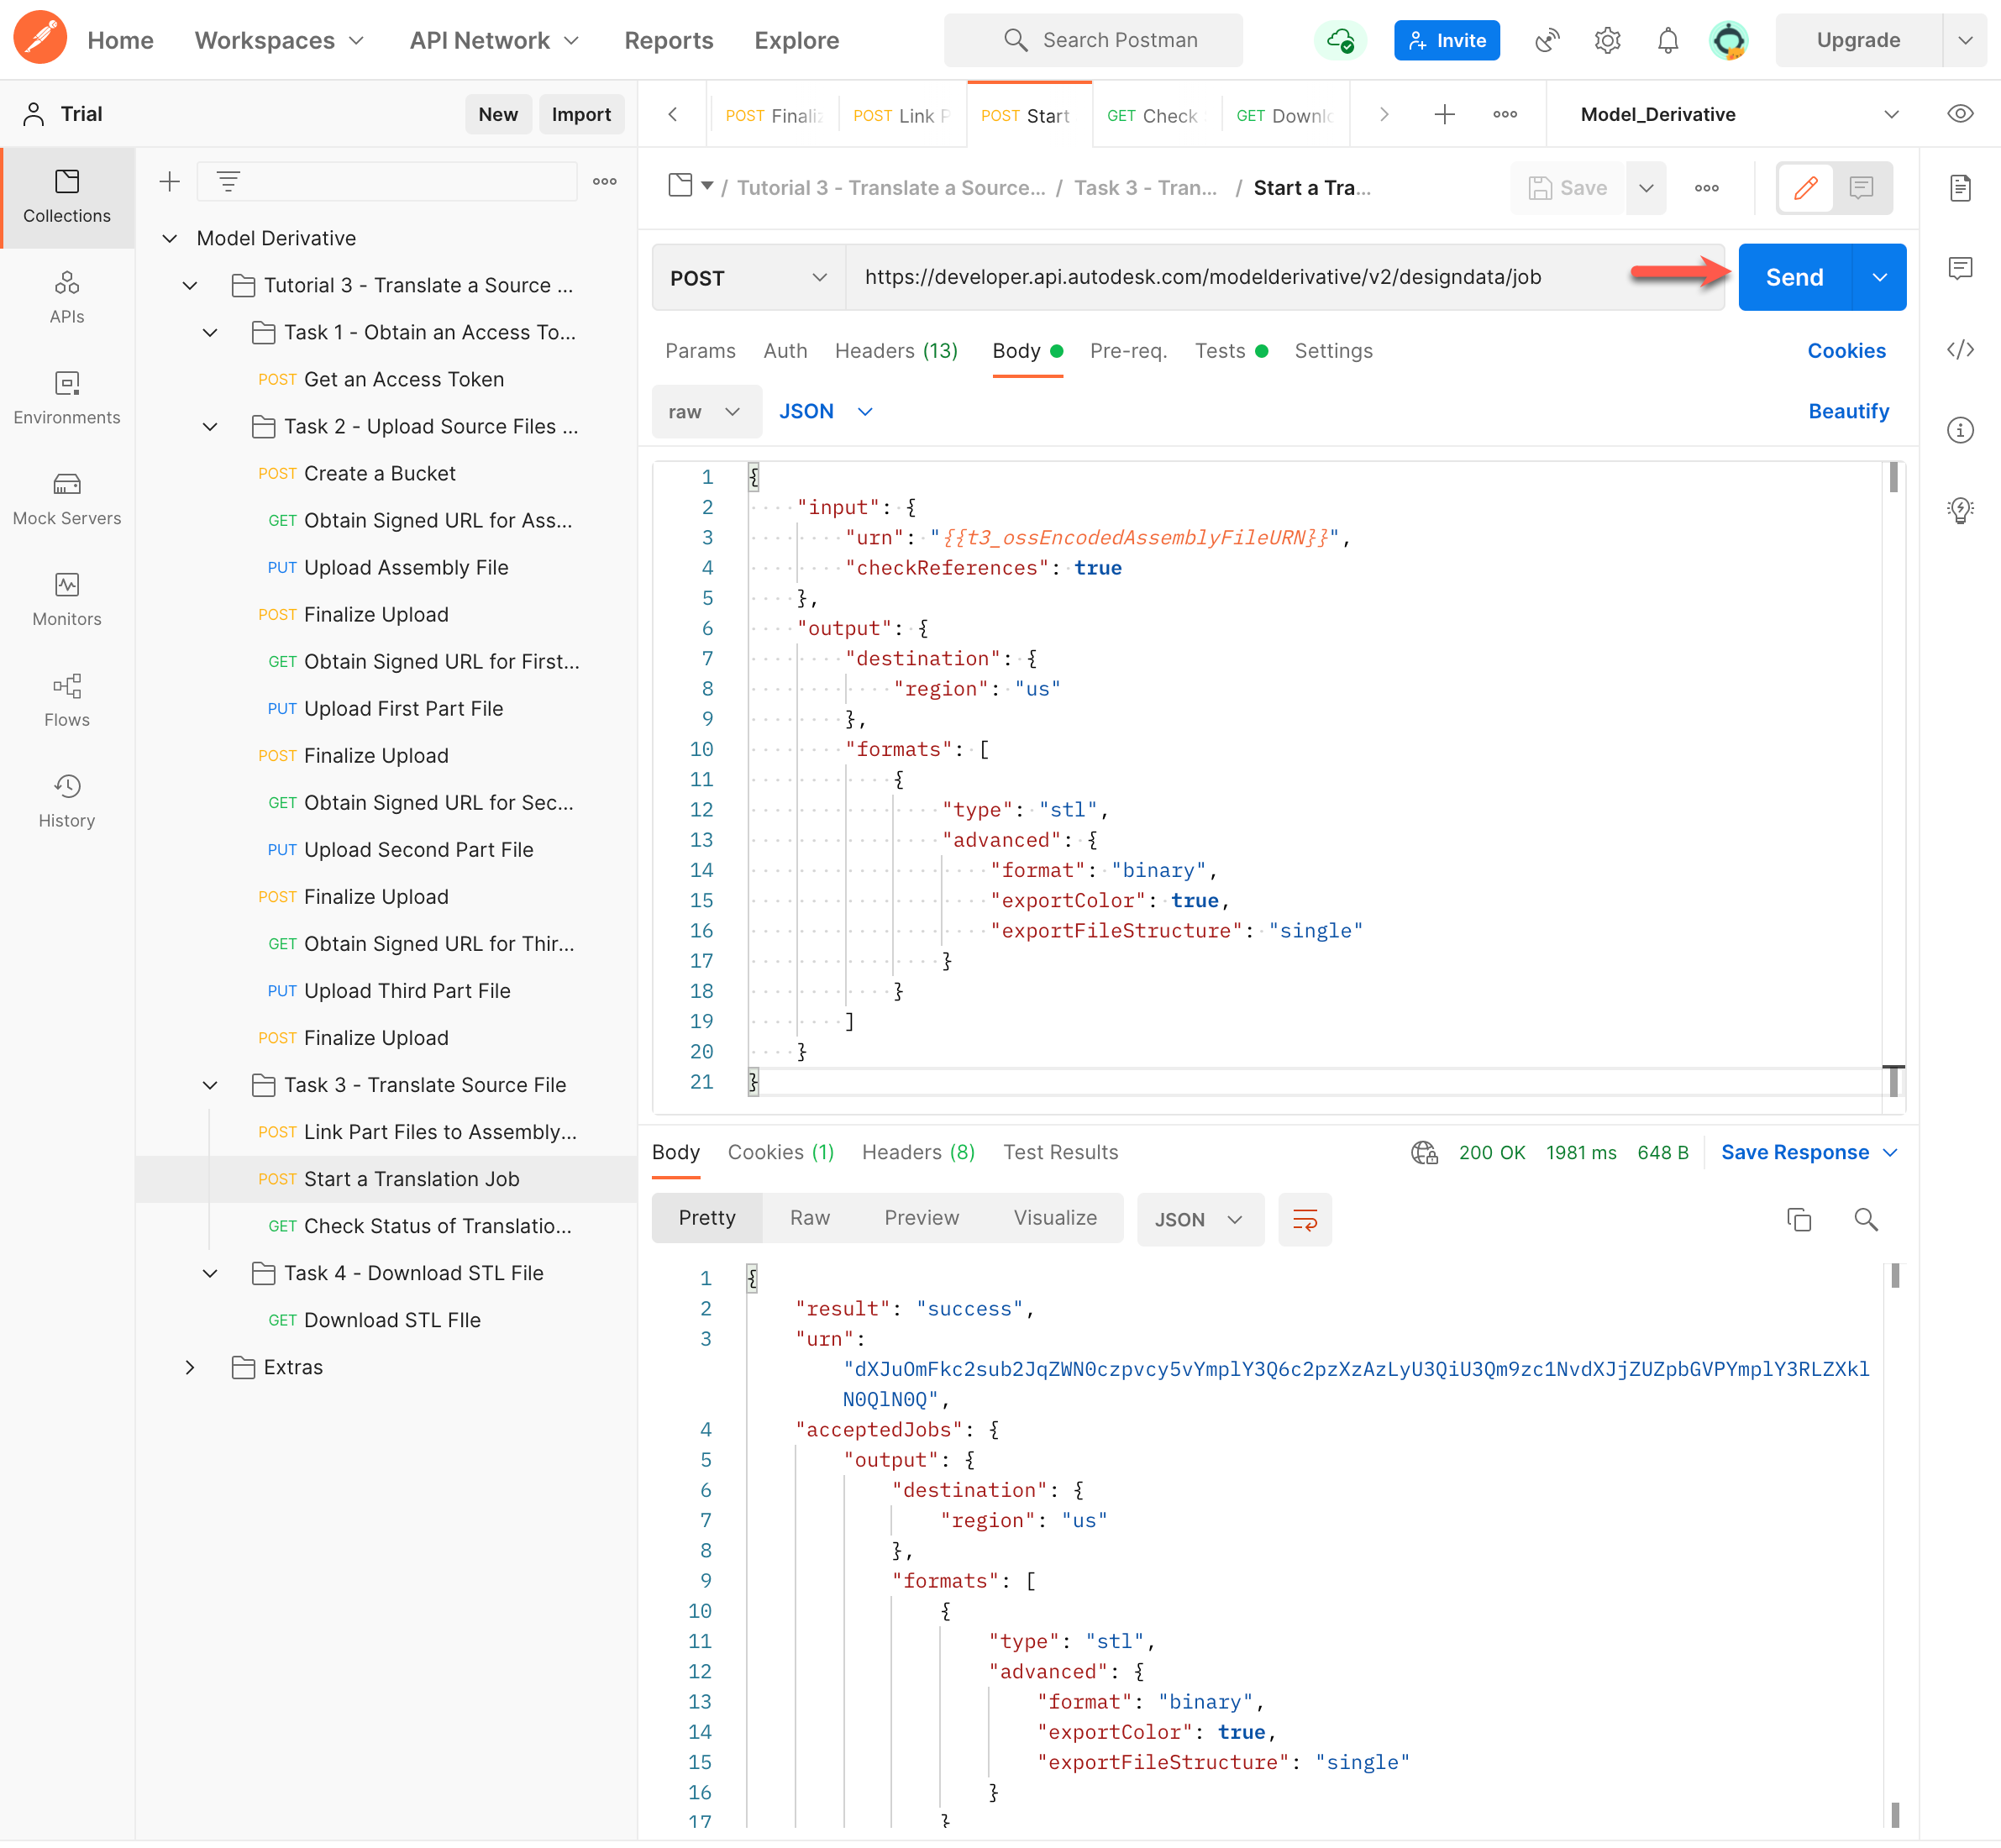 Home Workspaces API Network Reports Explore Search Postman Invite Upgrade
Trial New Import
POST Finali POST Link P POST Start GET Check GET Downlo Model_Derivative
Collections
APIs
Environments
Mock Servers
Monitors
Flows
History
Model Derivative
Tutorial 3 - Translate a Source ...
Task 1 - Obtain an Access To...
POST Get an Access Token
Task 2 - Upload Source Files ...
POST Create a Bucket
GET Obtain Signed URL for Ass...
PUT Upload Assembly File
POST Finalize Upload
GET Obtain Signed URL for First...
PUT Upload First Part File
POST Finalize Upload
GET Obtain Signed URL for Sec...
PUT Upload Second Part File
POST Finalize Upload
GET Obtain Signed URL for Thir...
PUT Upload Third Part File
POST Finalize Upload
Task 3 - Translate Source File
POST Link Part Files to Assembly...
POST Start a Translation Job
GET Check Status of Translatio...
Task 4 - Download STL File
GET Download STL FIle
Extras
/ Tutorial 3 - Translate a Source... / Task 3 - Tran... / Start a Tra... Save
POST https://developer.api.autodesk.com/modelderivative/v2/designdata/job Send
Params Auth Headers (13) Body Pre-req. Tests Settings Cookies
raw JSON Beautify
1 {
2 "input": {
3 "urn": "{{t3_ossEncodedAssemblyFileURN}}",
4 "checkReferences": true
5 },
6 "output": {
7 "destination": {
8 "region": "us"
9 },
10 "formats": [
11 {
12 "type": "stl",
13 "advanced": {
14 "format": "binary",
15 "exportColor": true,
16 "exportFileStructure": "single"
17 }
18 }
19 ]
20 }
21 }
Body Cookies (1) Headers (8) Test Results 200 OK 1981 ms 648 B Save Response
Pretty Raw Preview Visualize JSON
1 {
2 "result": "success",
3 "urn":
"dXJuOmFkc2sub2JqZWN0czpvcy5vYmplY3Q6c2pzXzAzLyU3QiU3Qm9zc1NvdXJjZUZpbGVPYmplY3RLZXkl
N0QlN0Q",
4 "acceptedJobs": {
5 "output": {
6 "destination": {
7 "region": "us"
8 },
9 "formats": [
10 {
11 "type": "stl",
12 "advanced": {
13 "format": "binary",
14 "exportColor": true,
15 "exportFileStructure": "single"
16 }
17 }